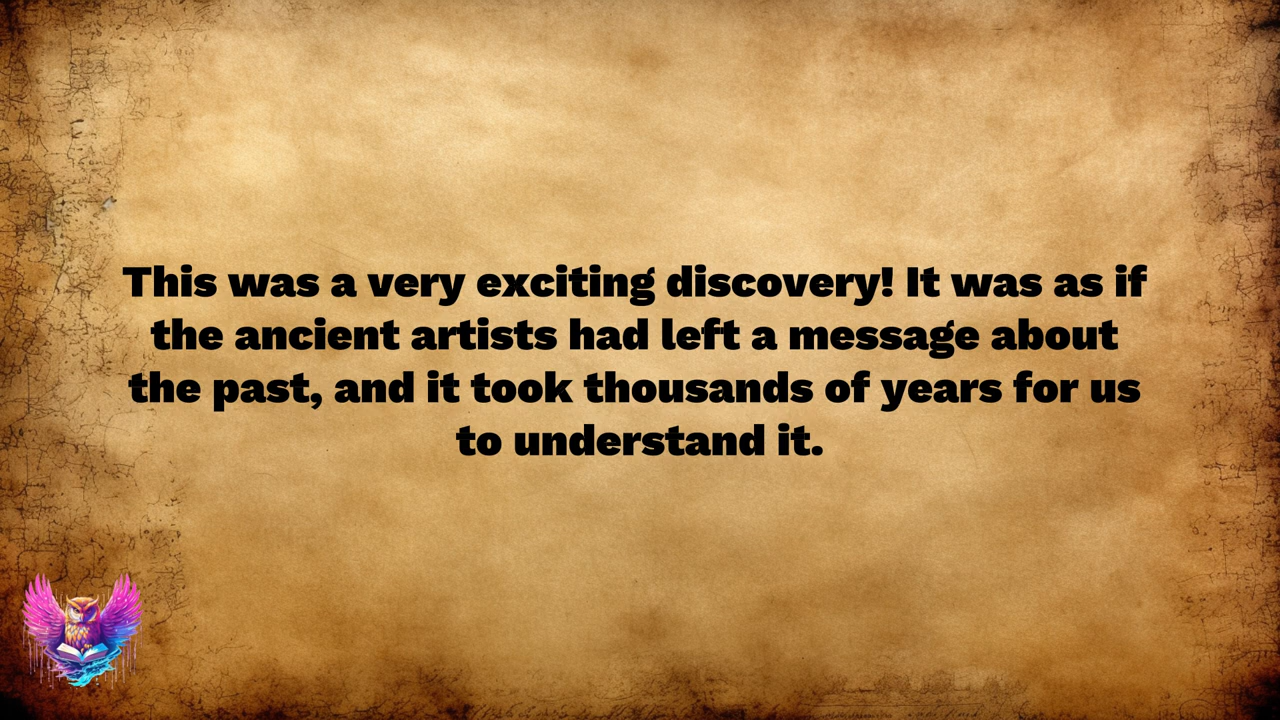 This was a very exciting discovery! It was as if
the ancient artists had left a message about
the past, and it took thousands of years for us
to understand it.